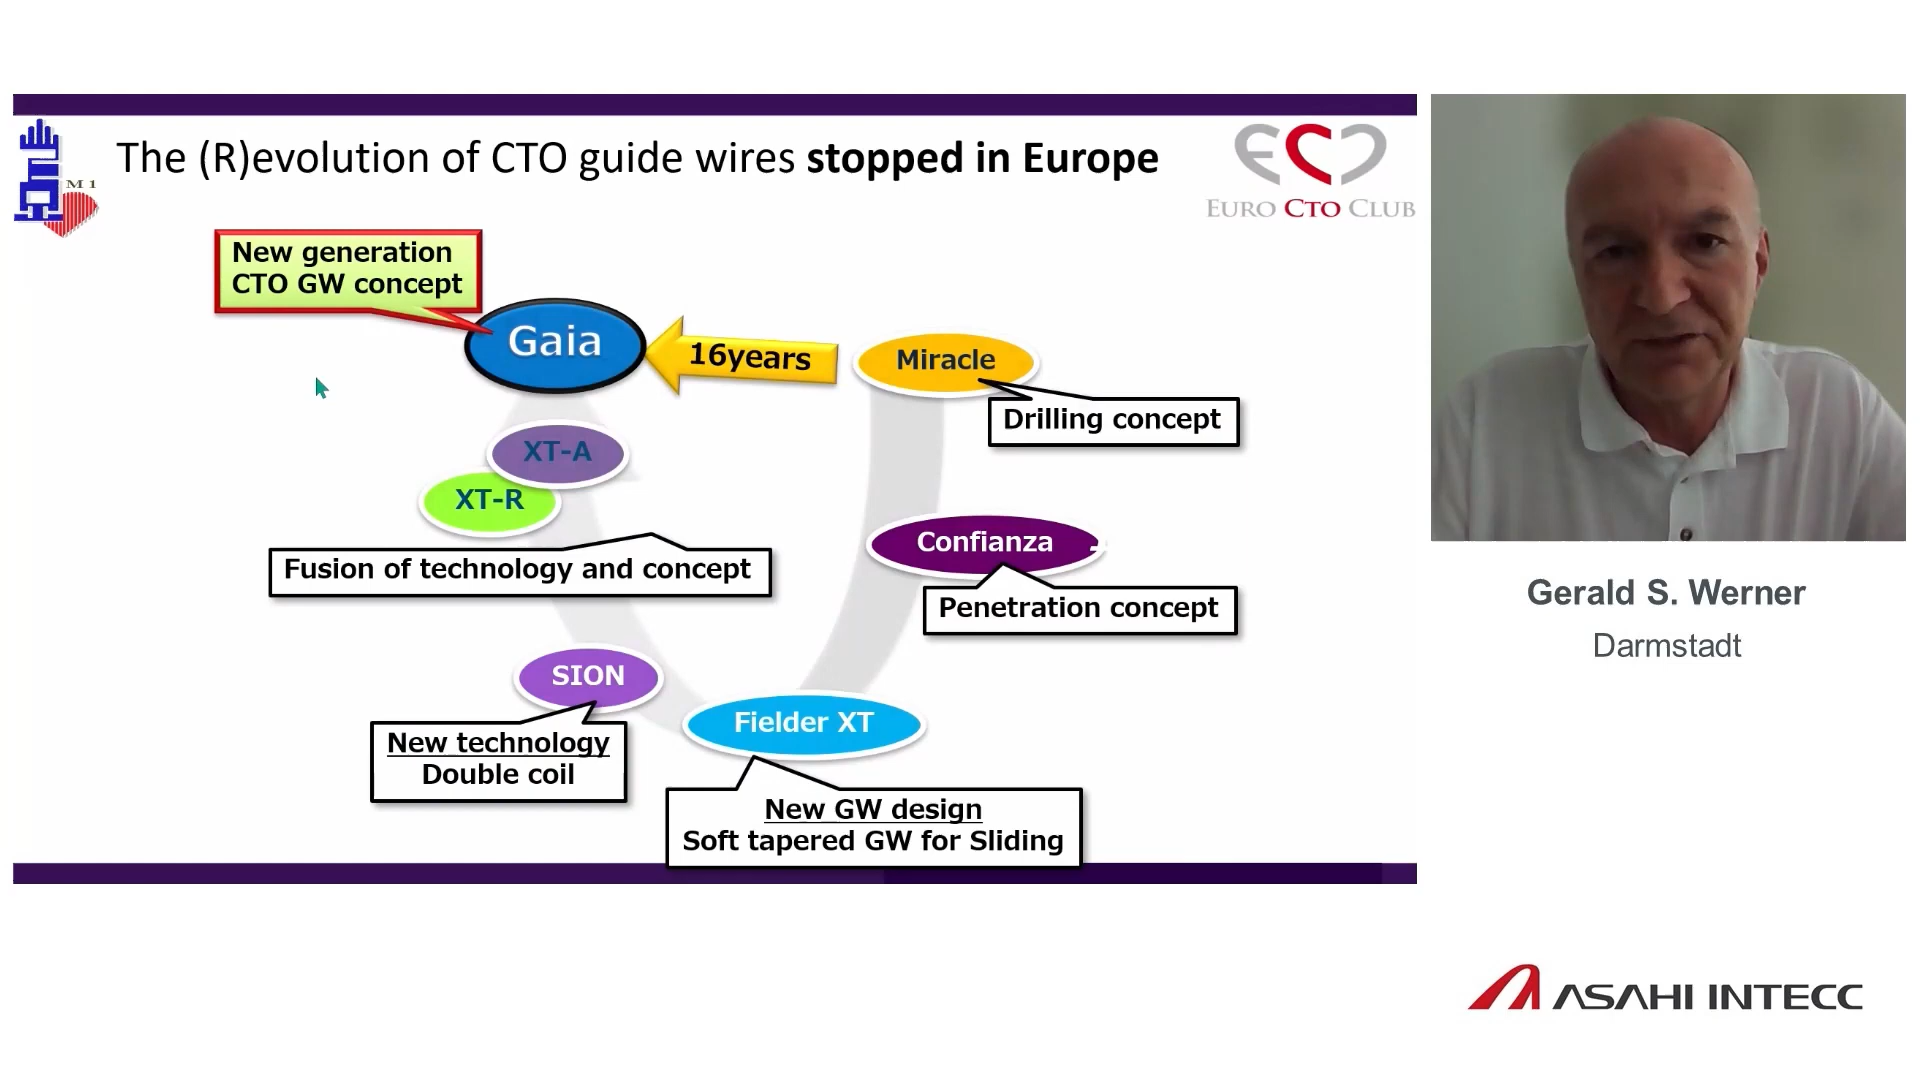 The (R)evolution of CTO guide wires stopped in Europe
M 1
EURO CTO CLUB
New generation
CTO GW concept
Gaia
16years
Miracle
Drilling concept
XT-A
XT-R
Fusion of technology and concept
Confianza
Penetration concept
SION
New technology
Double coil
Fielder XT
New GW design
Soft tapered GW for Sliding
Gerald S. Werner
Darmstadt
ASAHI INTECC